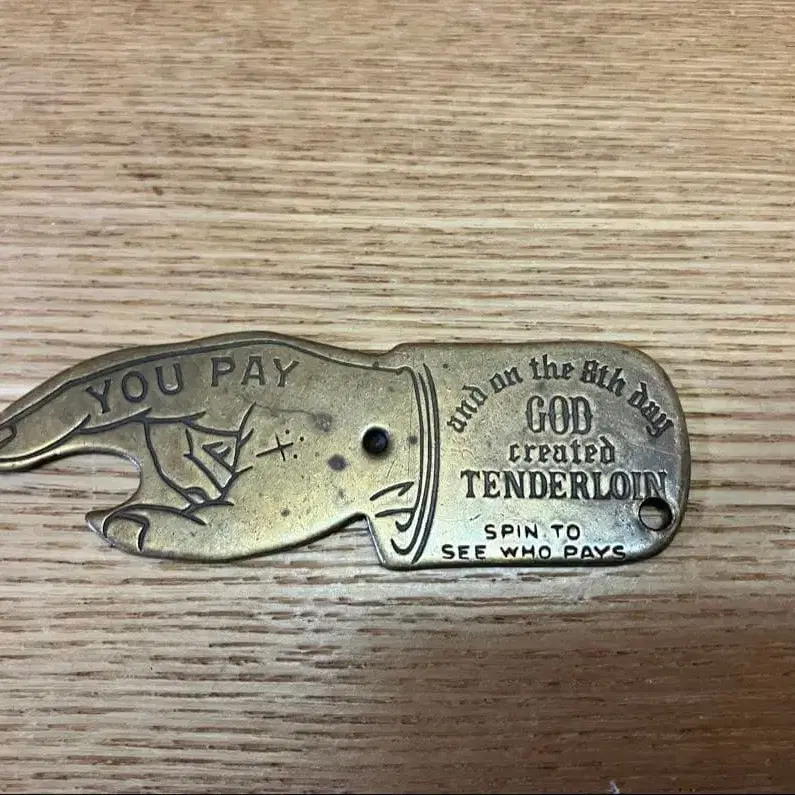 YOU PAY
and on the 8th day
GOD
created
TENDERLOIN
SPIN TO
SEE WHO PAYS